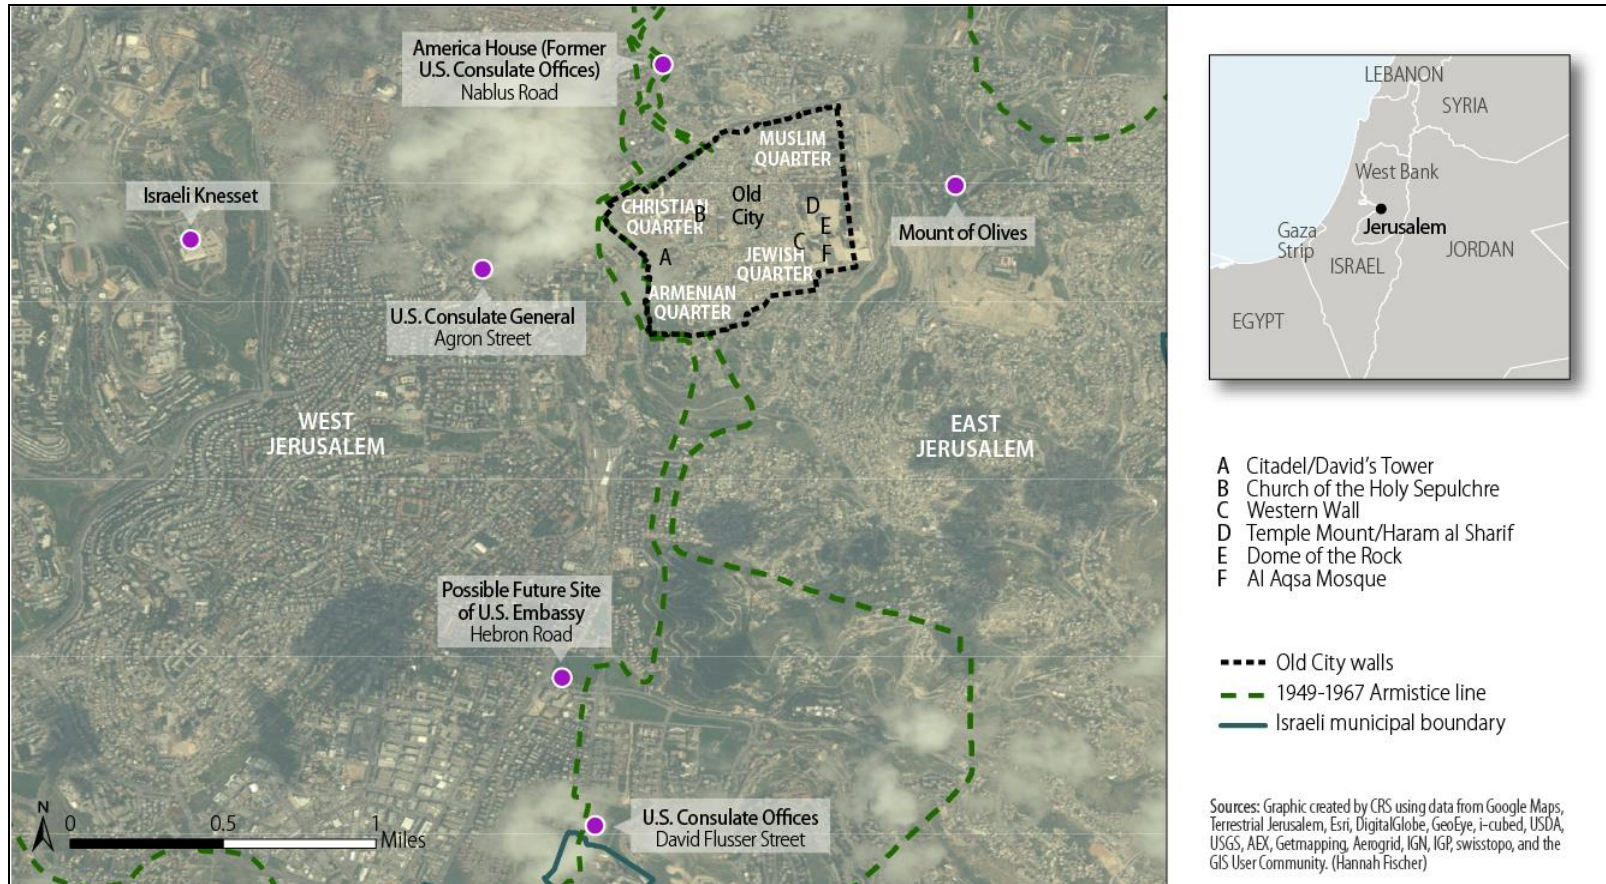 America House (Former
U.S. Consulate Offices)
Nablus Road
Israeli Knesset
U.S. Consulate General
Agron Street
MUSLIM
QUARTER
CHRISTIAN
QUARTER
B
Old
City
D
E
C
F
A
JEWISH
QUARTER
ARMENIAN
QUARTER
Mount of Olives
WEST
JERUSALEM
EAST
JERUSALEM
Possible Future Site
of U.S. Embassy
Hebron Road
U.S. Consulate Offices
David Flusser Street
N
0 0.5 1
Miles
LEBANON
SYRIA
West Bank
Jerusalem
Gaza
Strip
ISRAEL
JORDAN
EGYPT
A Citadel/David's Tower
B Church of the Holy Sepulchre
C Western Wall
D Temple Mount/Haram al Sharif
E Dome of the Rock
F Al Aqsa Mosque
Old City walls
1949-1967 Armistice line
Israeli municipal boundary
Sources: Graphic created by CRS using data from Google Maps,
Terrestrial Jerusalem, Esri, DigitalGlobe, GeoEye, i-cubed, USDA,
USGS, AEX, Getmapping, Aerogrid, IGN, IGP, swisstopo, and the
GIS User Community. (Hannah Fischer)